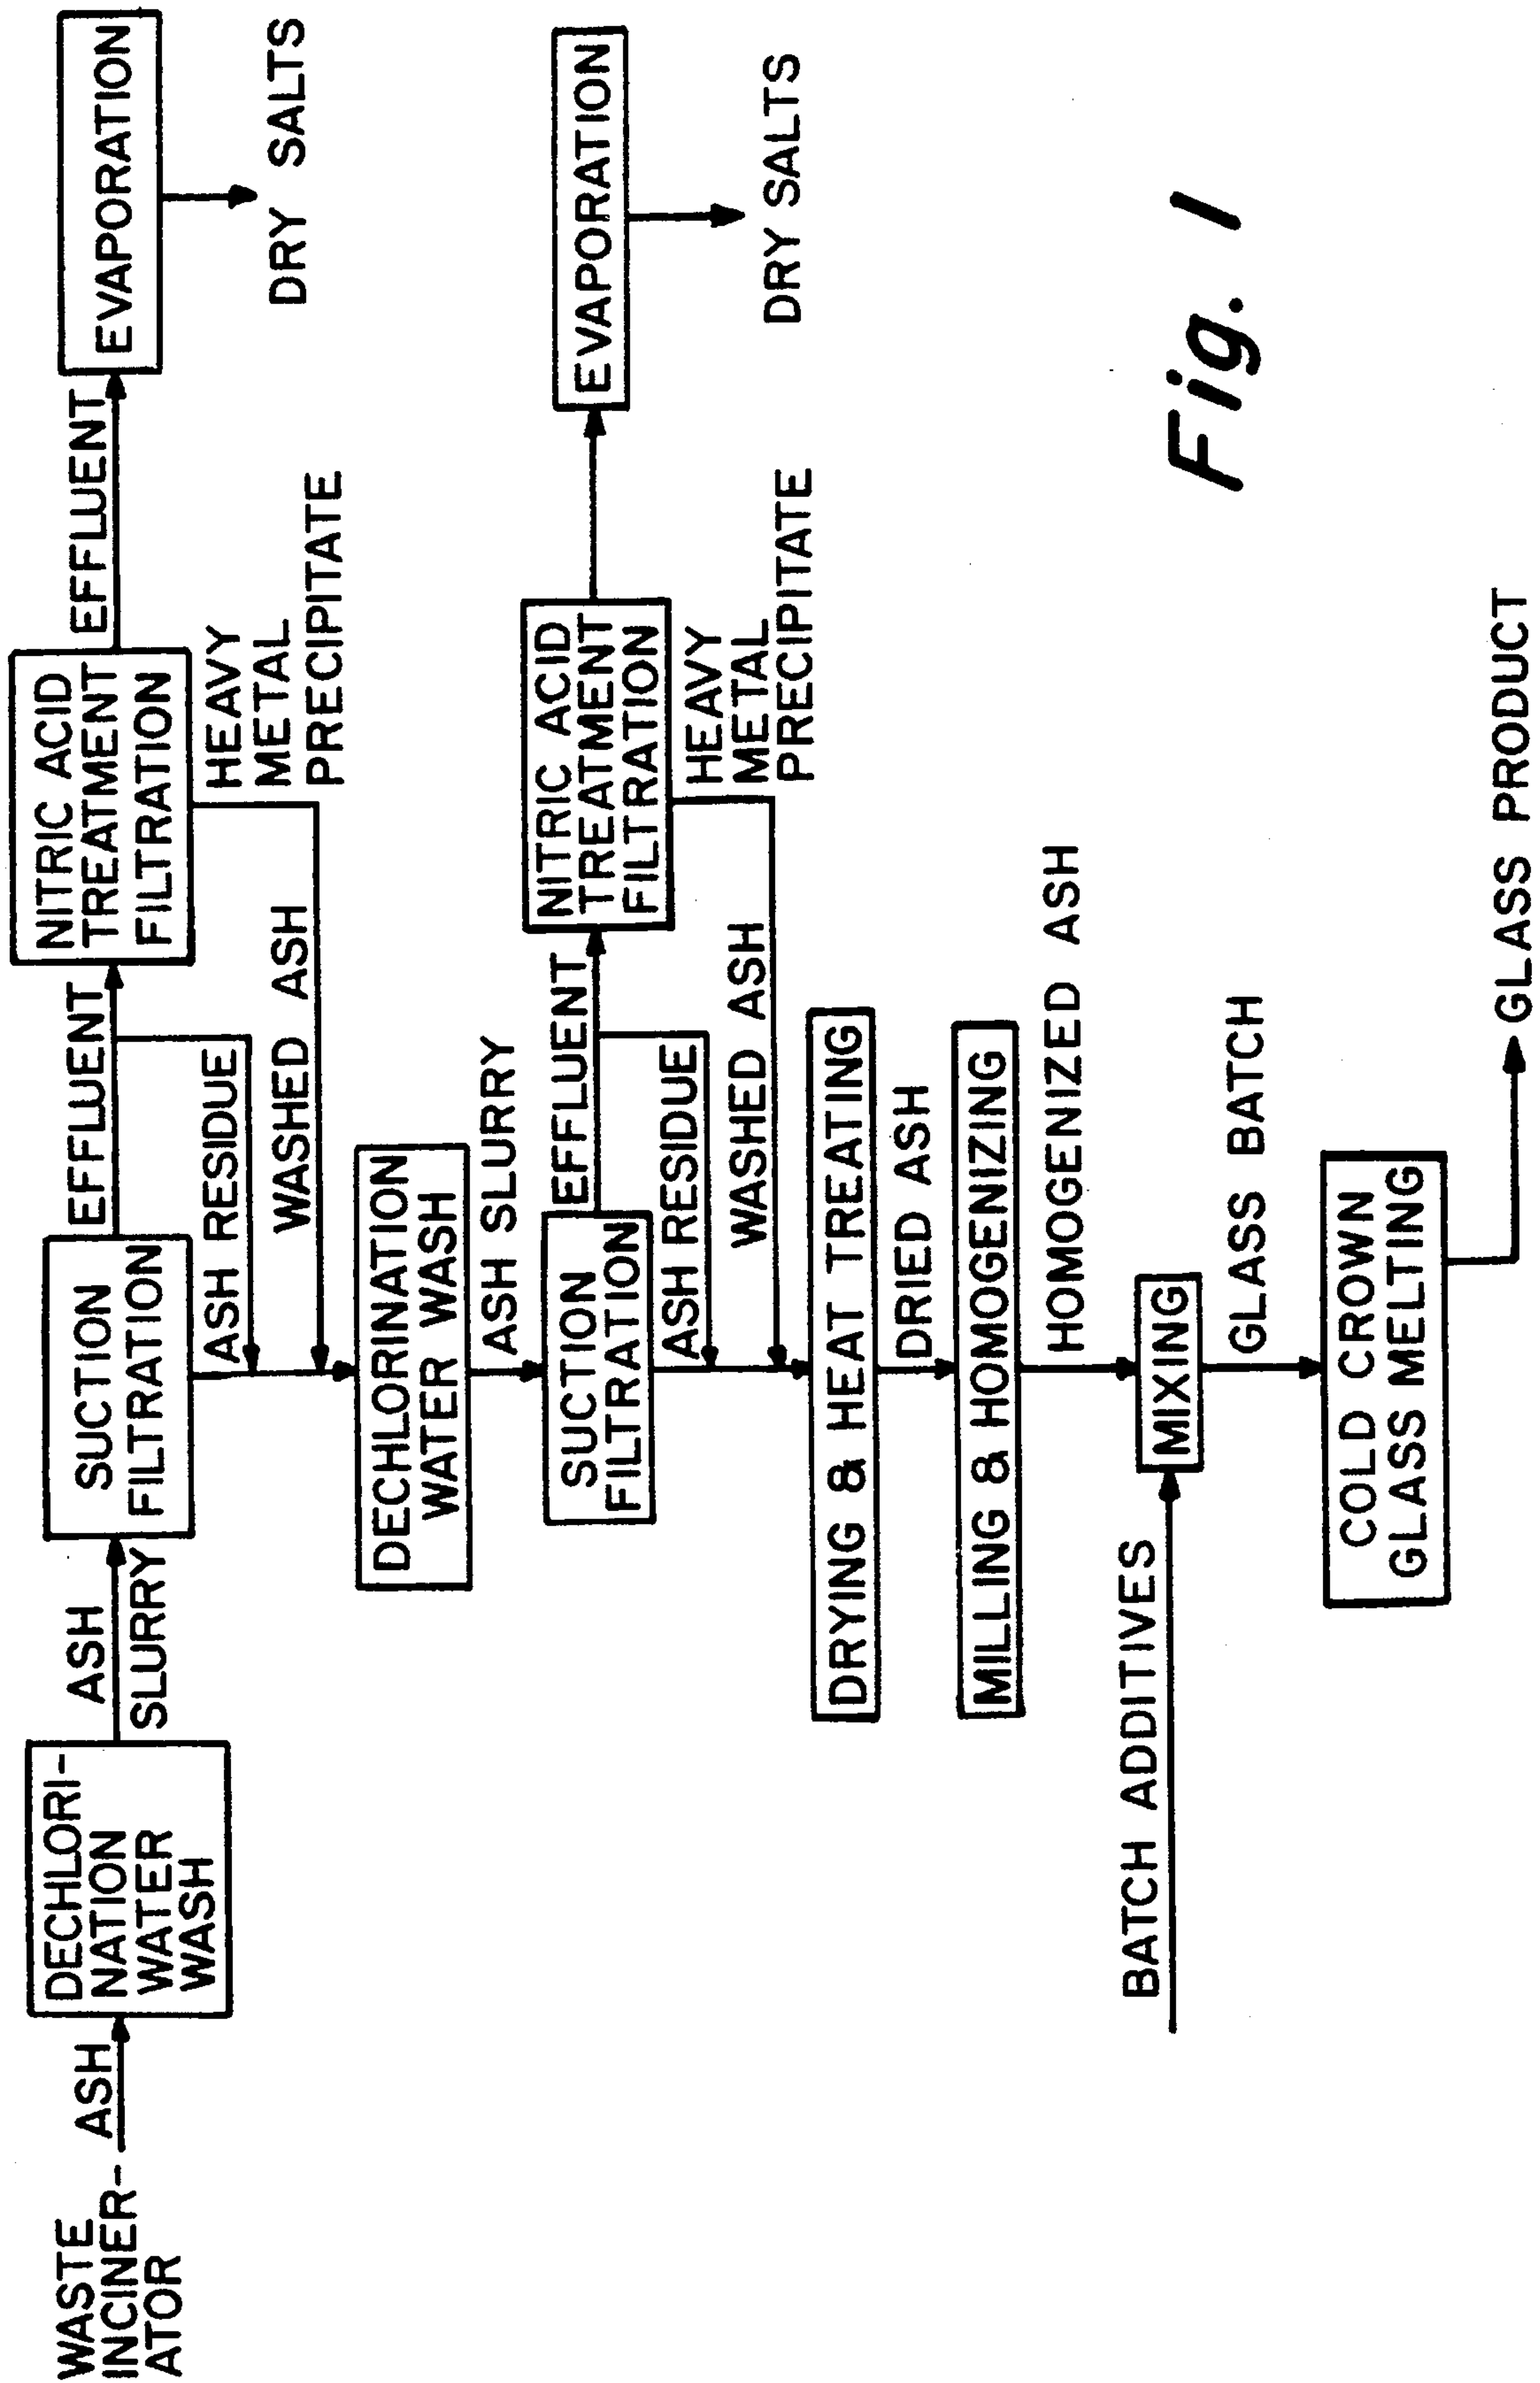 WASTE
INCINER-
ATOR
ASH
DECHLORI-
NATION
WATER
WASH
ASH
SLURRY
SUCTION
FILTRATION
EFFLUENT
NITRIC ACID
TREATMENT
FILTRATION
EFFLUENT
EVAPORATION
DRY SALTS
HEAVY
METAL
PRECIPITATE
ASH RESIDUE
WASHED ASH
DECHLORINATION
WATER WASH
ASH SLURRY
SUCTION
FILTRATION
EFFLUENT
NITRIC ACID
TREATMENT
FILTRATION
EVAPORATION
DRY SALTS
HEAVY
METAL
PRECIPITATE
ASH RESIDUE
WASHED ASH
DRYING & HEAT TREATING
DRIED ASH
MILLING & HOMOGENIZING
HOMOGENIZED ASH
BATCH ADDITIVES
MIXING
GLASS BATCH
COLD CROWN
GLASS MELTING
GLASS PRODUCT
Fig. 1